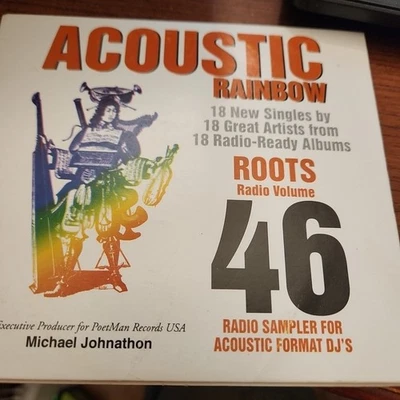 ACOUSTIC
RAINBOW
18 New Singles by
18 Great Artists from
18 Radio-Ready Albums
ROOTS
Radio Volume
46
RADIO SAMPLER FOR
ACOUSTIC FORMAT DJ'S
Executive Producer for PoetMan Records USA
Michael Johnathon